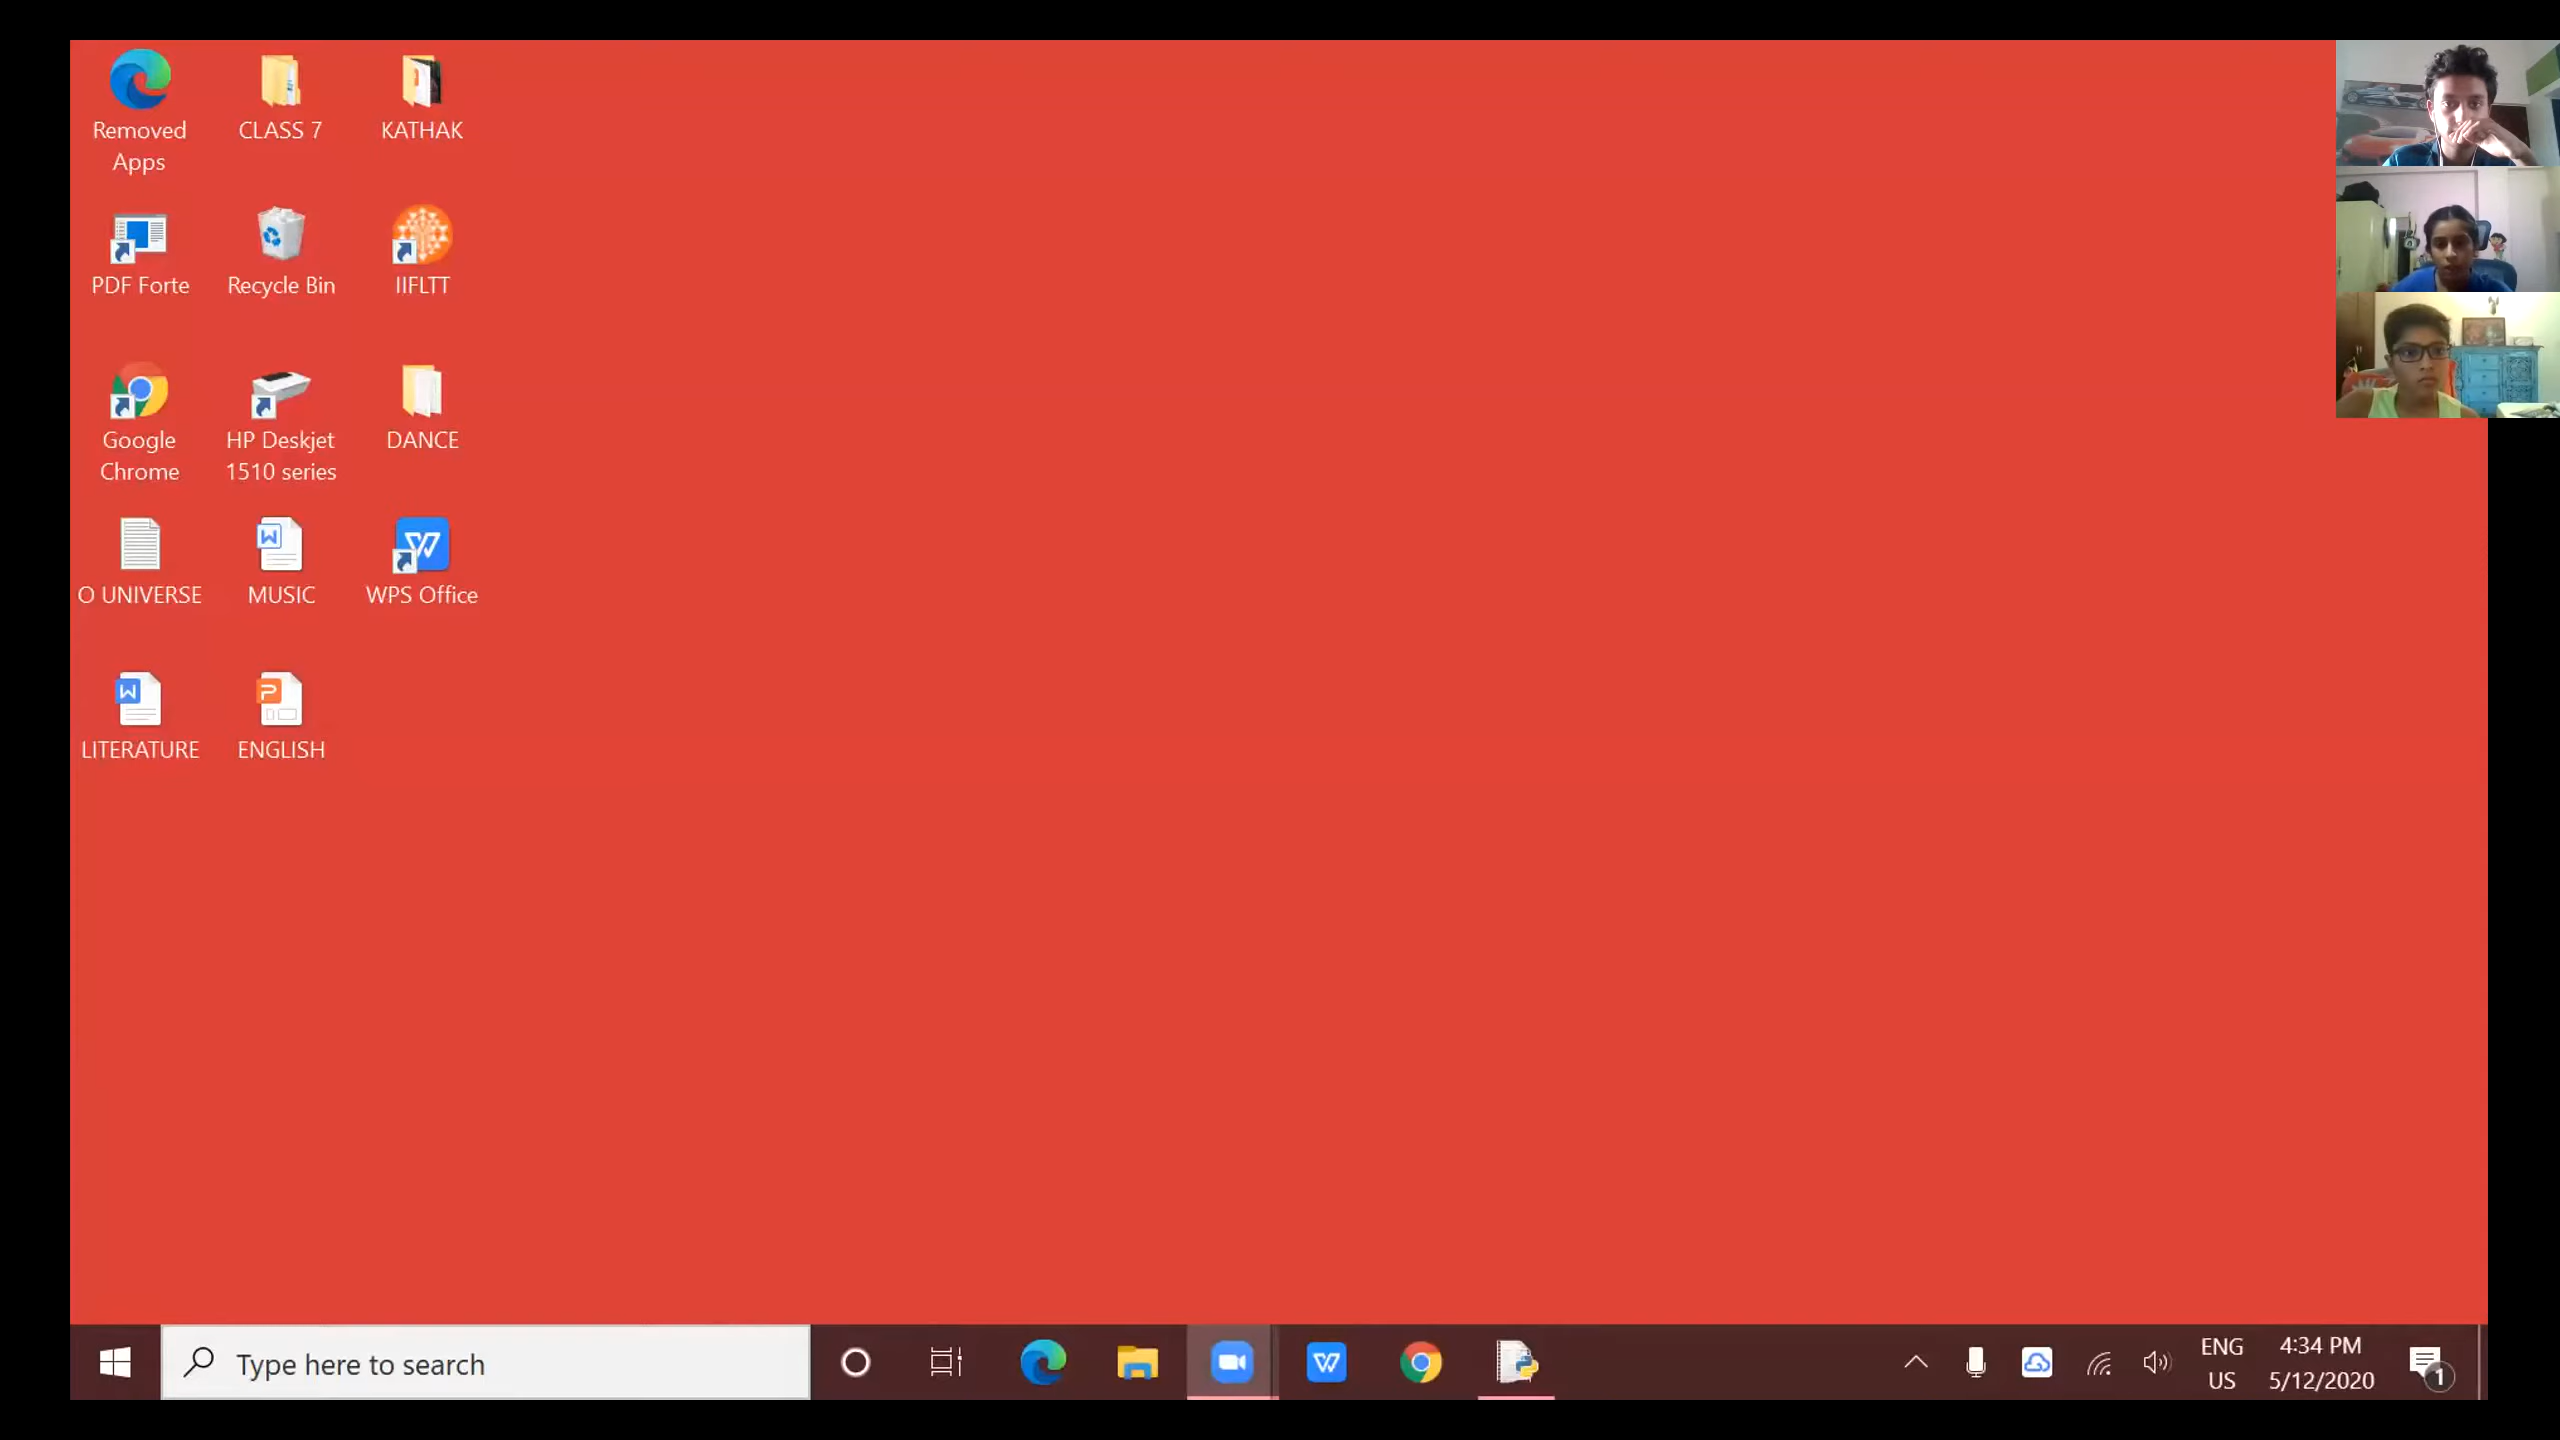 Removed
Apps
CLASS 7
KATHAK
PDF Forte
Recycle Bin
IIFLTT
Google
Chrome
HP Deskjet
1510 series
DANCE
O UNIVERSE
MUSIC
WPS Office
LITERATURE
ENGLISH
Type here to search
ENG
US
4:34 PM
5/12/2020
1